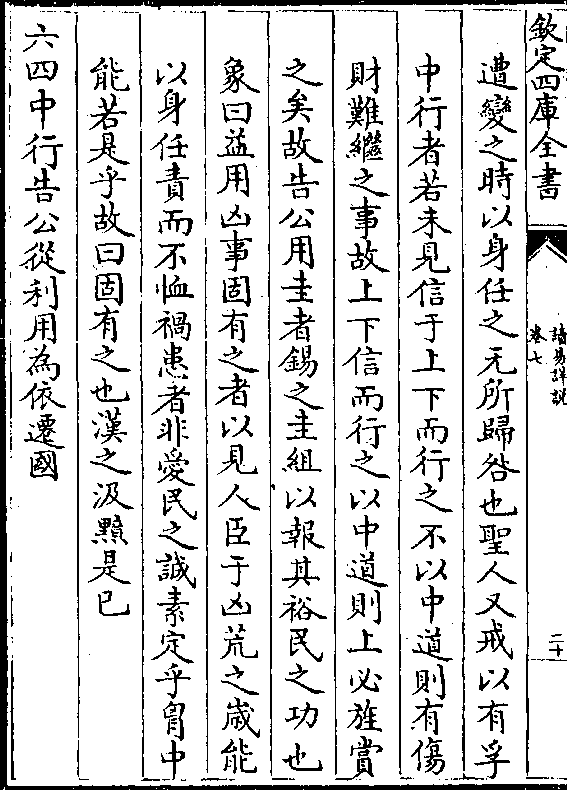 欽定四庫全書
讀易詳說
卷七
二十
遭變之時以身任之无所歸咎也聖人又戒以有孚
中行者若未見信于上下而行之不以中道則有傷
財難繼之事故上下信而行之以中道則上必旌賞
之矣故告公用圭者錫之圭組以報其裕民之功也
象曰益用凶事固有之者以見人臣于凶荒之歲能
以身任責而不恤禍患者非愛民之誠素定乎胷中
能若是乎故曰固有之也漢之汲黯是已
六四中行告公從利用為依遷國